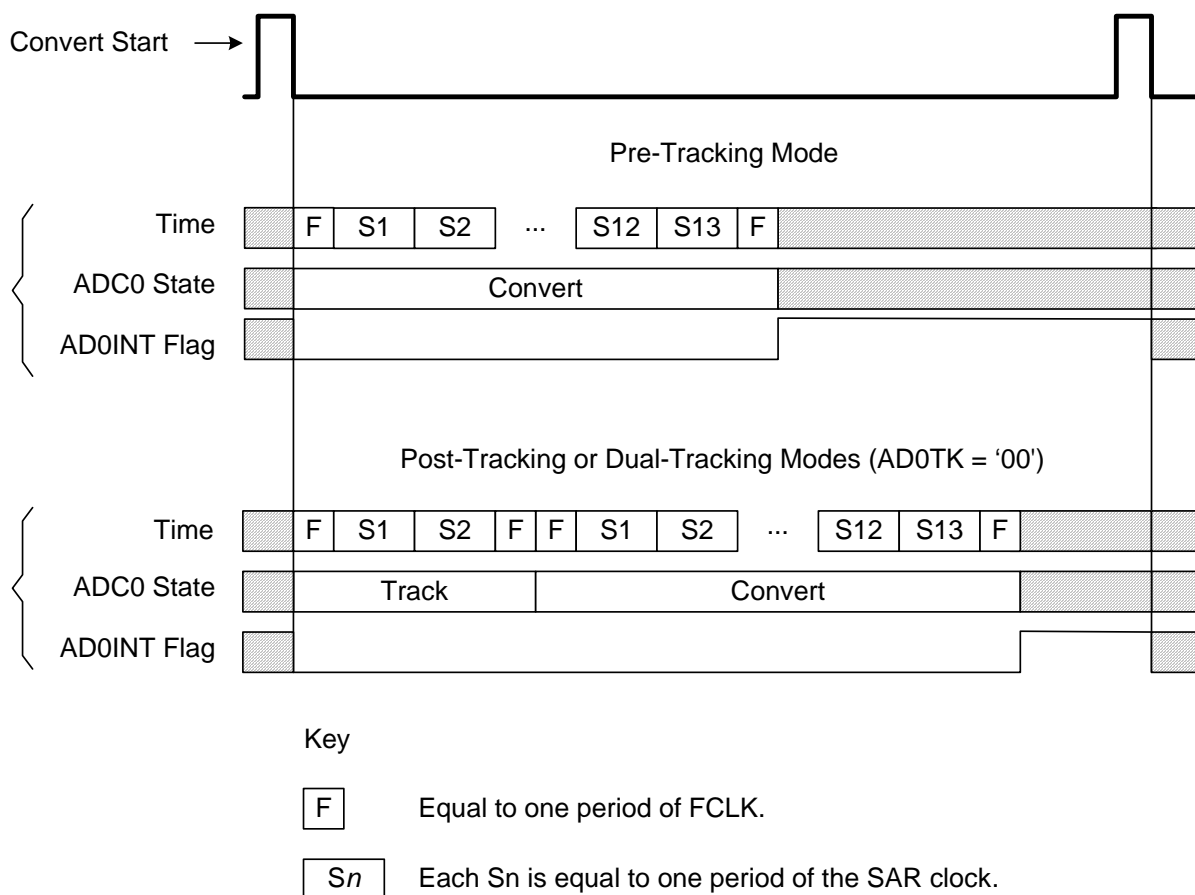 Convert Start
Pre-Tracking Mode
Time F S1 S2 ... S12 S13 F
ADC0 State Convert
AD0INT Flag
Post-Tracking or Dual-Tracking Modes (AD0TK = ‘00')
Time F S1 S2 F F S1 S2 ... S12 S13 F
ADC0 State Track Convert
AD0INT Flag
Key
F Equal to one period of FCLK.
Sn Each Sn is equal to one period of the SAR clock.